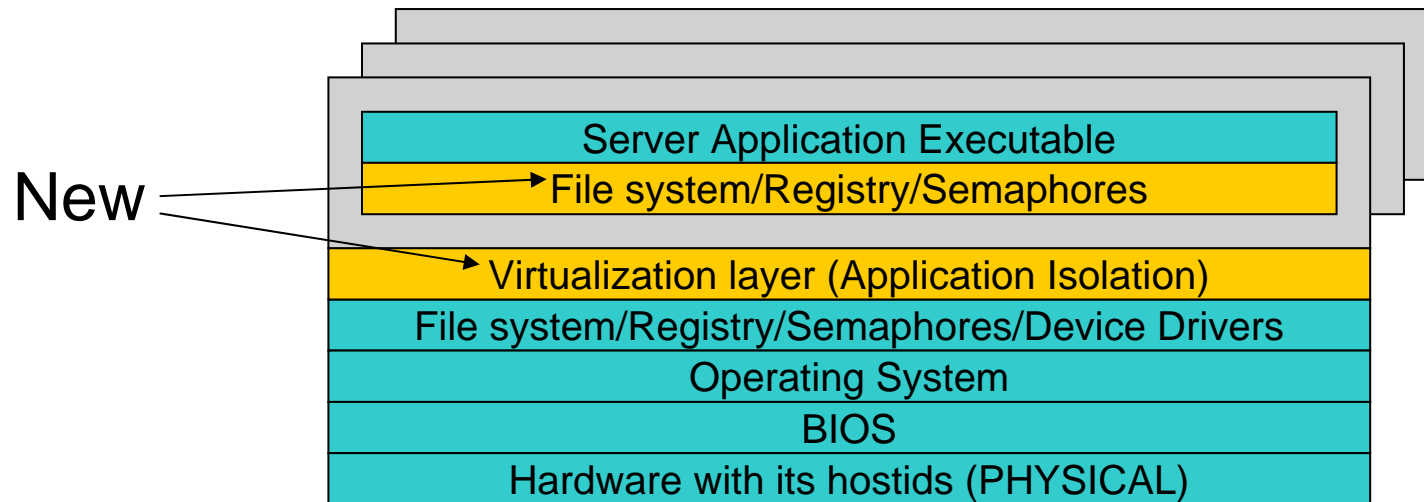 Server Application Executable
New
File system/Registry/Semaphores
Virtualization layer (Application Isolation)
File system/Registry/Semaphores/Device Drivers
Operating System
BIOS
Hardware with its hostids (PHYSICAL)